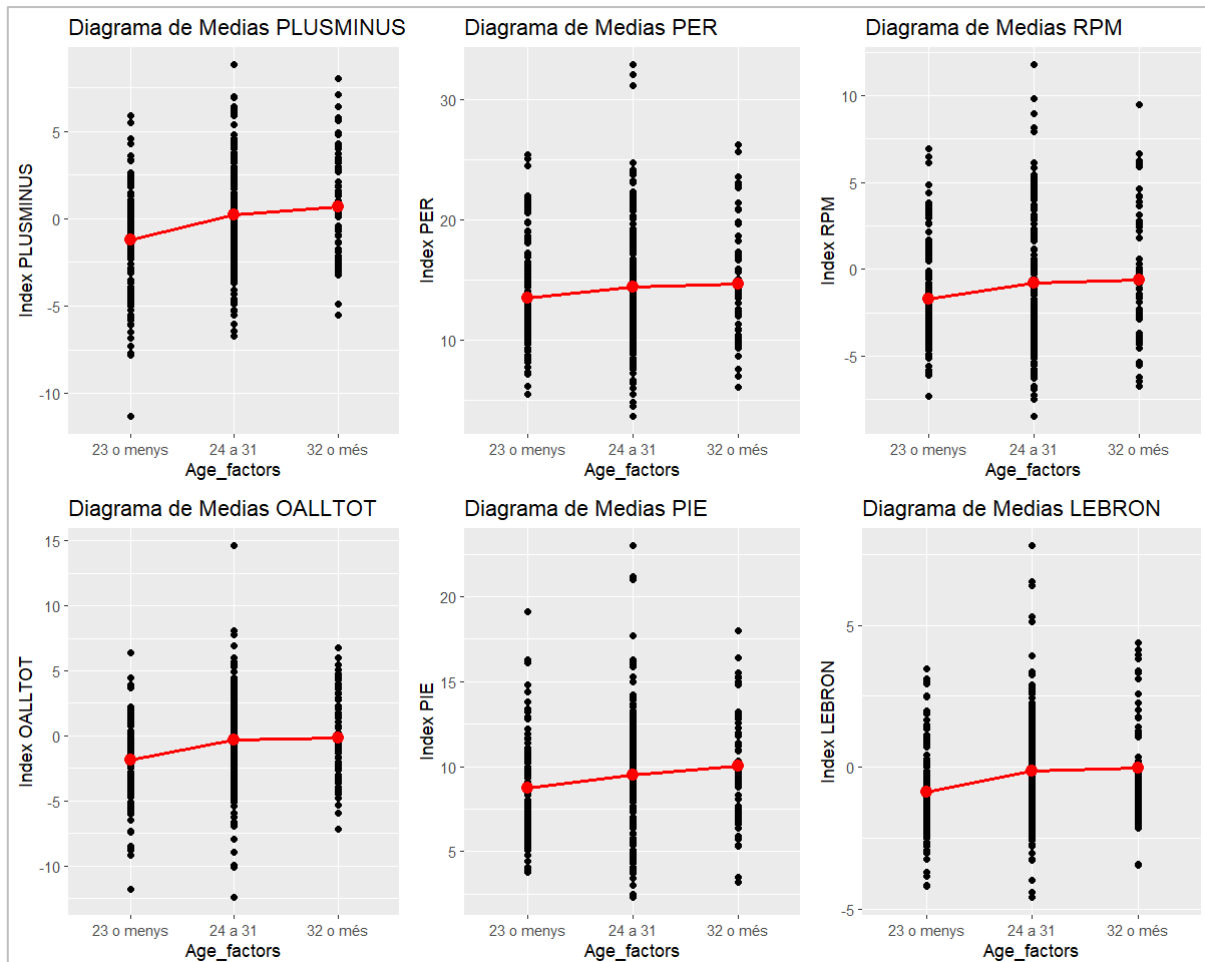 Diagrama de Medias PLUSMINUS
Index PLUSMINUS
5
0
-5
-10
23 o menys
24 a 31
32 o més
Age_factors
Diagrama de Medias PER
Index PER
30
20
10
23 o menys
24 a 31
32 o més
Age_factors
Diagrama de Medias RPM
Index RPM
10
5
0
-5
23 o menys
24 a 31
32 o més
Age_factors
Diagrama de Medias OALLTOT
Index OALLTOT
15
10
5
0
-5
-10
23 o menys
24 a 31
32 o més
Age_factors
Diagrama de Medias PIE
Index PIE
20
15
10
5
23 o menys
24 a 31
32 o més
Age_factors
Diagrama de Medias LEBRON
Index LEBRON
5
0
-5
23 o menys
24 a 31
32 o més
Age_factors